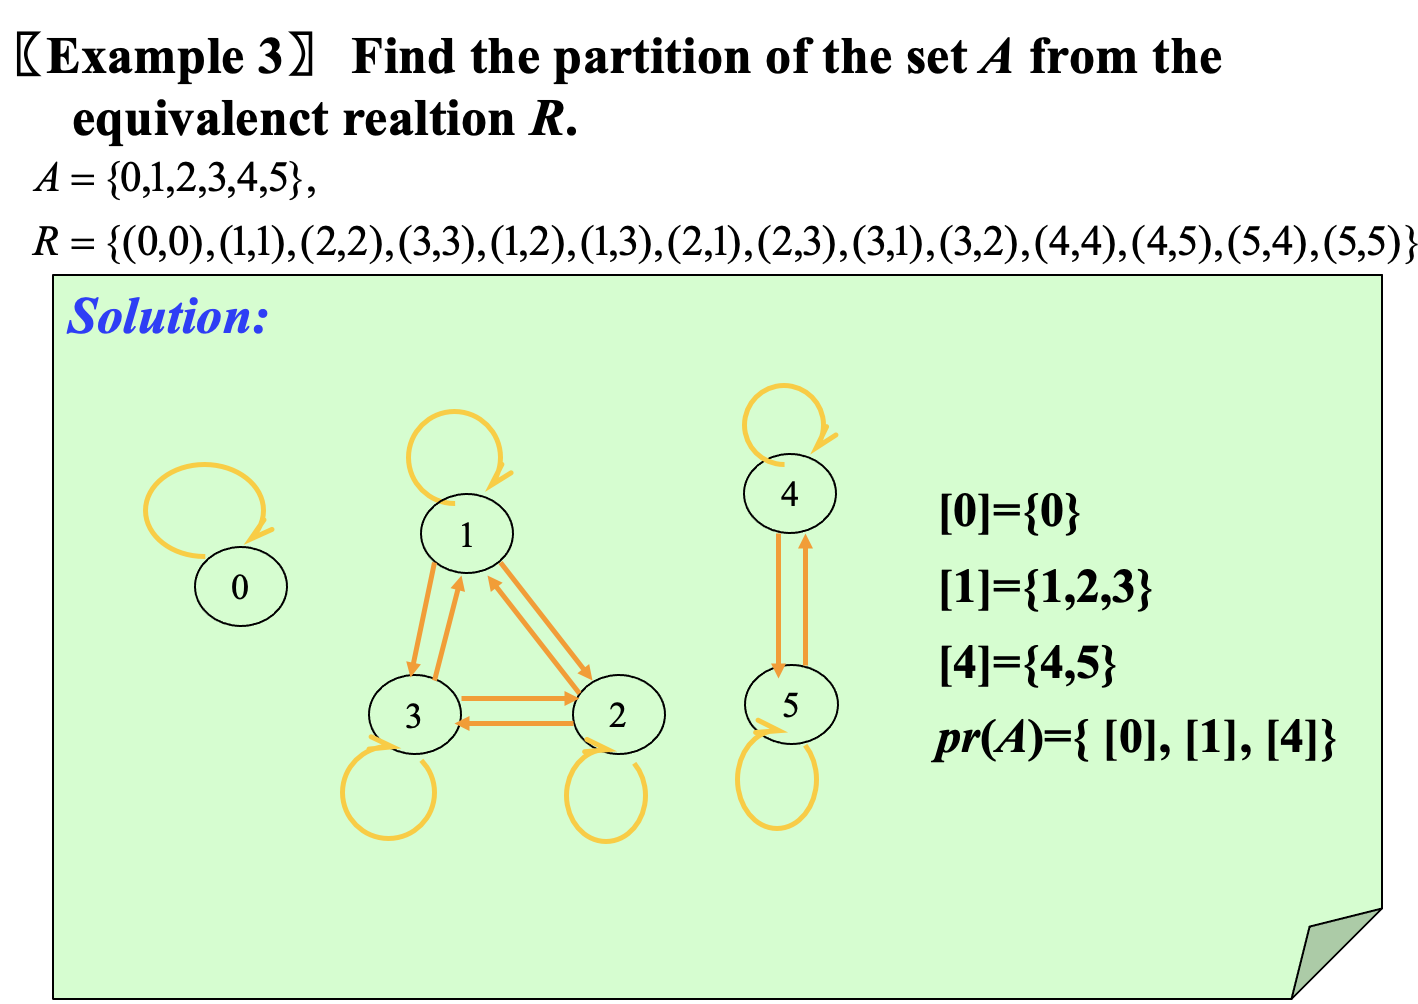 〖Example 3〗 Find the partition of the set A from the
equivalenct realtion R.
A = {0,1,2,3,4,5},
R = {(0,0),(1,1),(2,2),(3,3),(1,2),(1,3),(2,1),(2,3),(3,1),(3,2),(4,4),(4,5),(5,4),(5,5)}
Solution:
0
1
3
2
4
5
[0]={0}
[1]={1,2,3}
[4]={4,5}
pr(A)={ [0], [1], [4]}